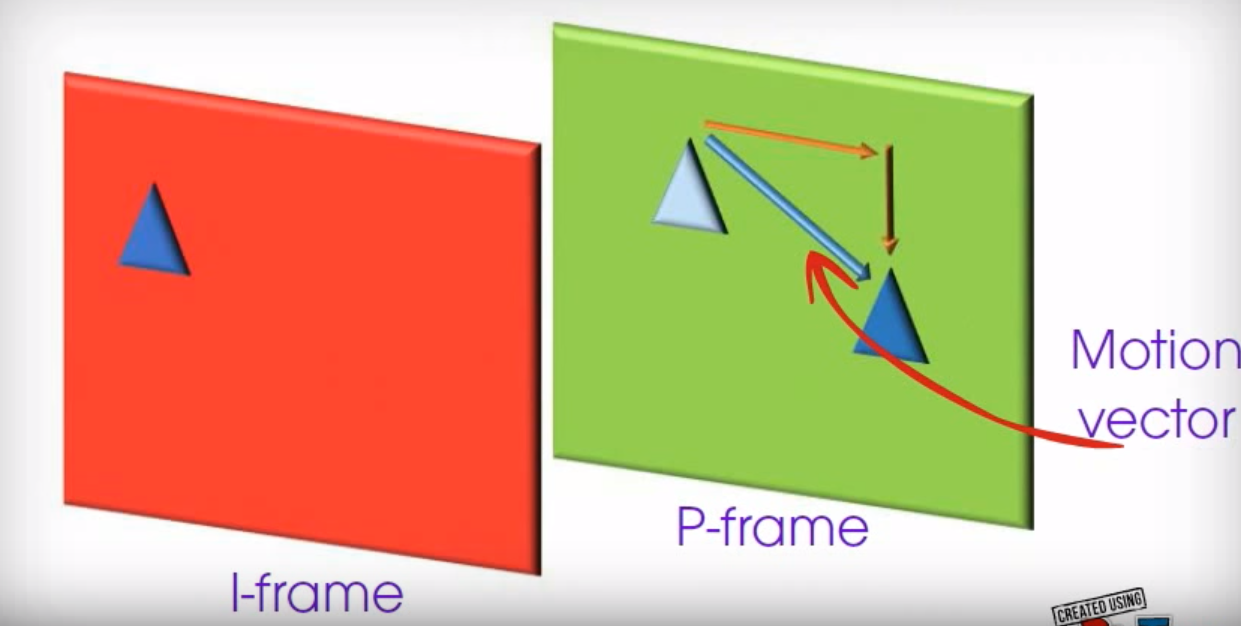 Motion
vector
P-frame
I-frame
CREATED USING